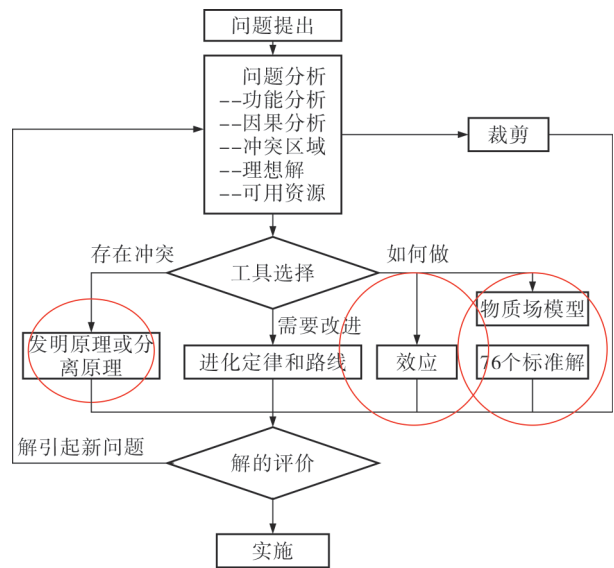 问题提出
问题分析
--功能分析
--因果分析
--冲突区域
--理想解
--可用资源
裁剪
存在冲突
工具选择
如何做
需要改进
发明原理或分
离原理
进化定律和路线
效应
物质场模型
76个标准解
解引起新问题
解的评价
实施